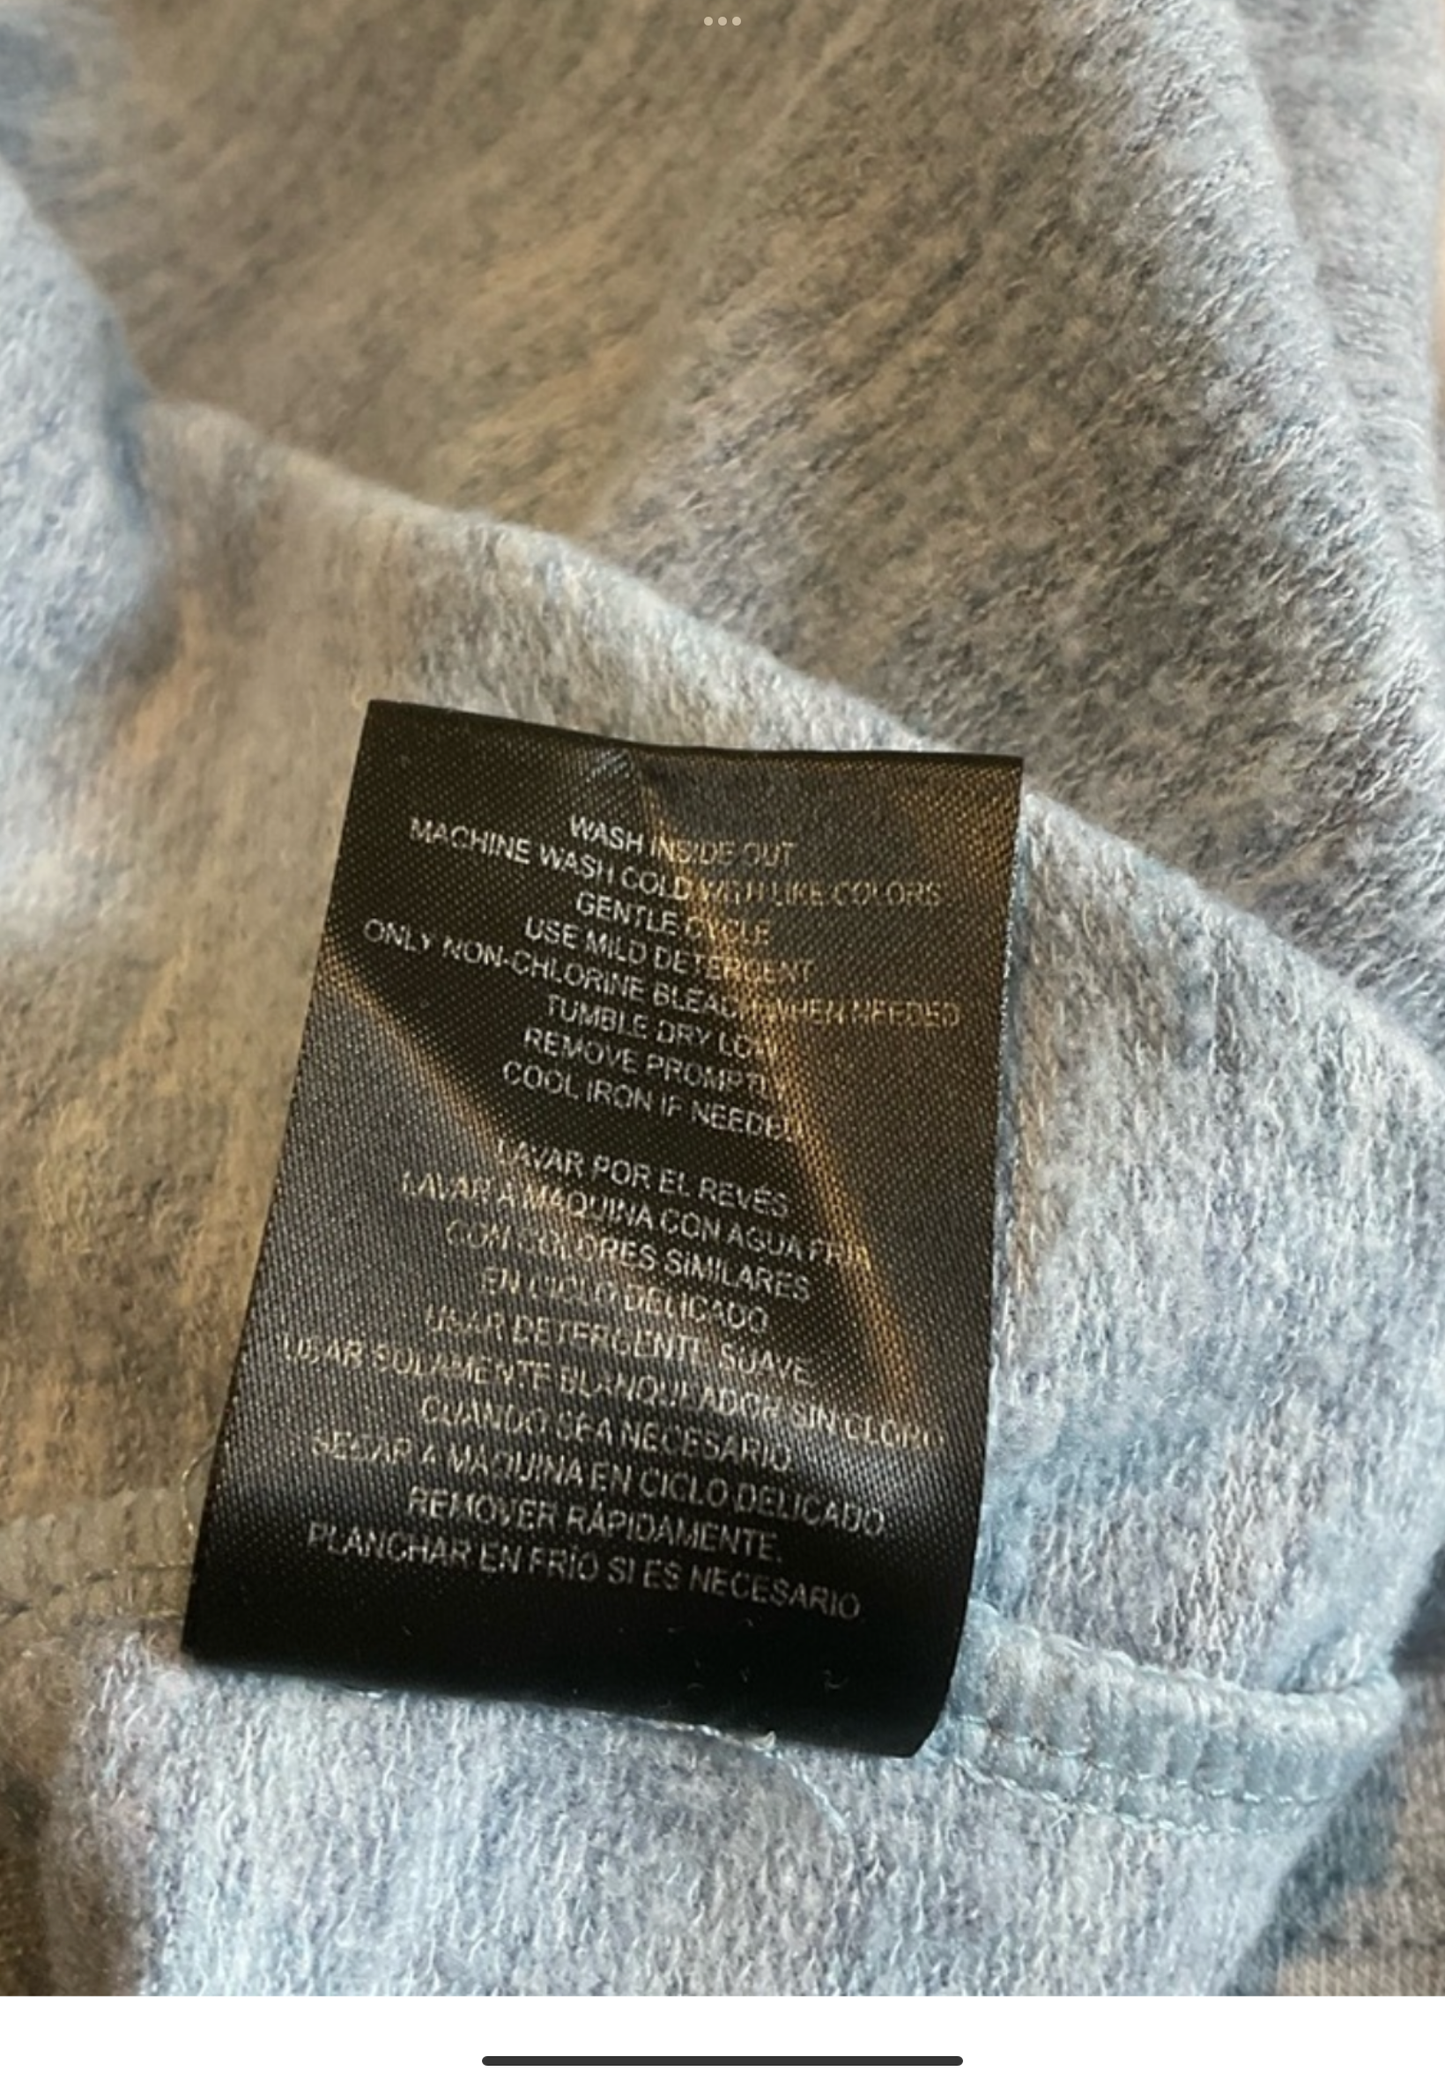 WASH INSIDE OUT
MACHINE WASH COLD WITH LIKE COLORS
GENTLE CYCLE
USE MILD DETERGENT
ONLY NON-CHLORINE BLEACH WHEN NEEDED
TUMBLE DRY LOW
REMOVE PROMPTLY
COOL IRON IF NEEDED
LAVAR POR EL REVÉS
LAVAR A MÁQUINA CON AGUA FRÍA
CON COLORES SIMILARES
EN CICLO DELICADO
USAR DETERGENTE SUAVE
USAR SOLAMENTE BLANQUEADOR SIN CLORO
CUANDO SEA NECESARIO
SECAR A MÁQUINA EN CICLO DELICADO
REMOVER RÁPIDAMENTE.
PLANCHAR EN FRÍO SI ES NECESARIO